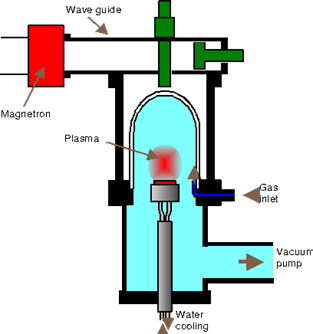 Wave guide
Magnetron
Plasma
Gas
inlet
Vacuum
pump
Water
cooling